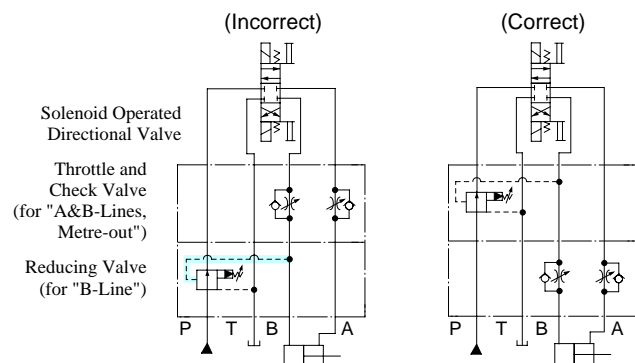 (Incorrect)
(Correct)
Solenoid Operated
Directional Valve
Throttle and
Check Valve
(for "A&B-Lines,
Metre-out")
Reducing Valve
(for "B-Line")
P T B A
P T B A